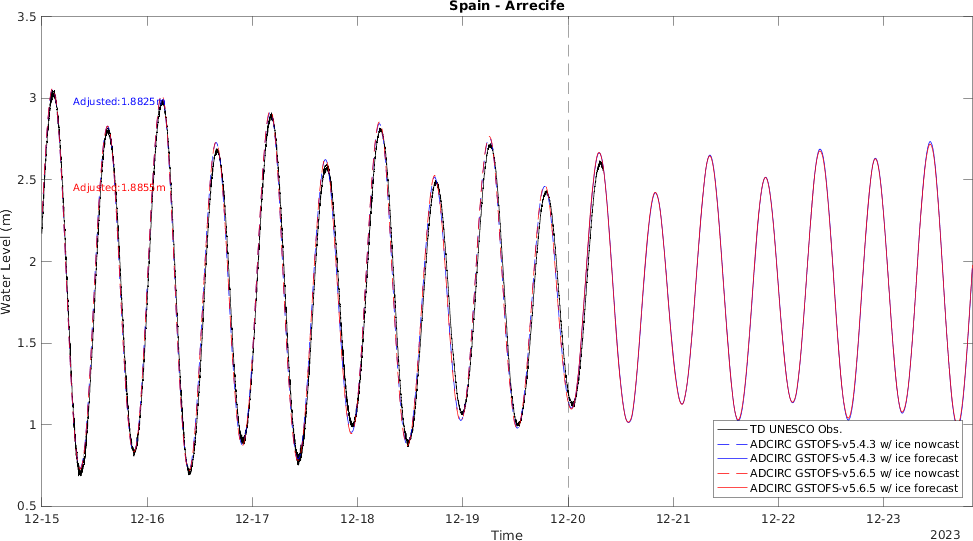 Spain - Arrecife
3.5
3
2.5
2
1.5
1
0.5
Water Level (m)
Adjusted:1.8825m
Adjusted:1.8855m
TD UNESCO Obs.
ADCIRC GSTOFS-v5.4.3 w/ ice nowcast
ADCIRC GSTOFS-v5.4.3 w/ ice forecast
ADCIRC GSTOFS-v5.6.5 w/ ice nowcast
ADCIRC GSTOFS-v5.6.5 w/ ice forecast
12-15 12-16 12-17 12-18 12-19 12-20 12-21 12-22 12-23
Time
2023